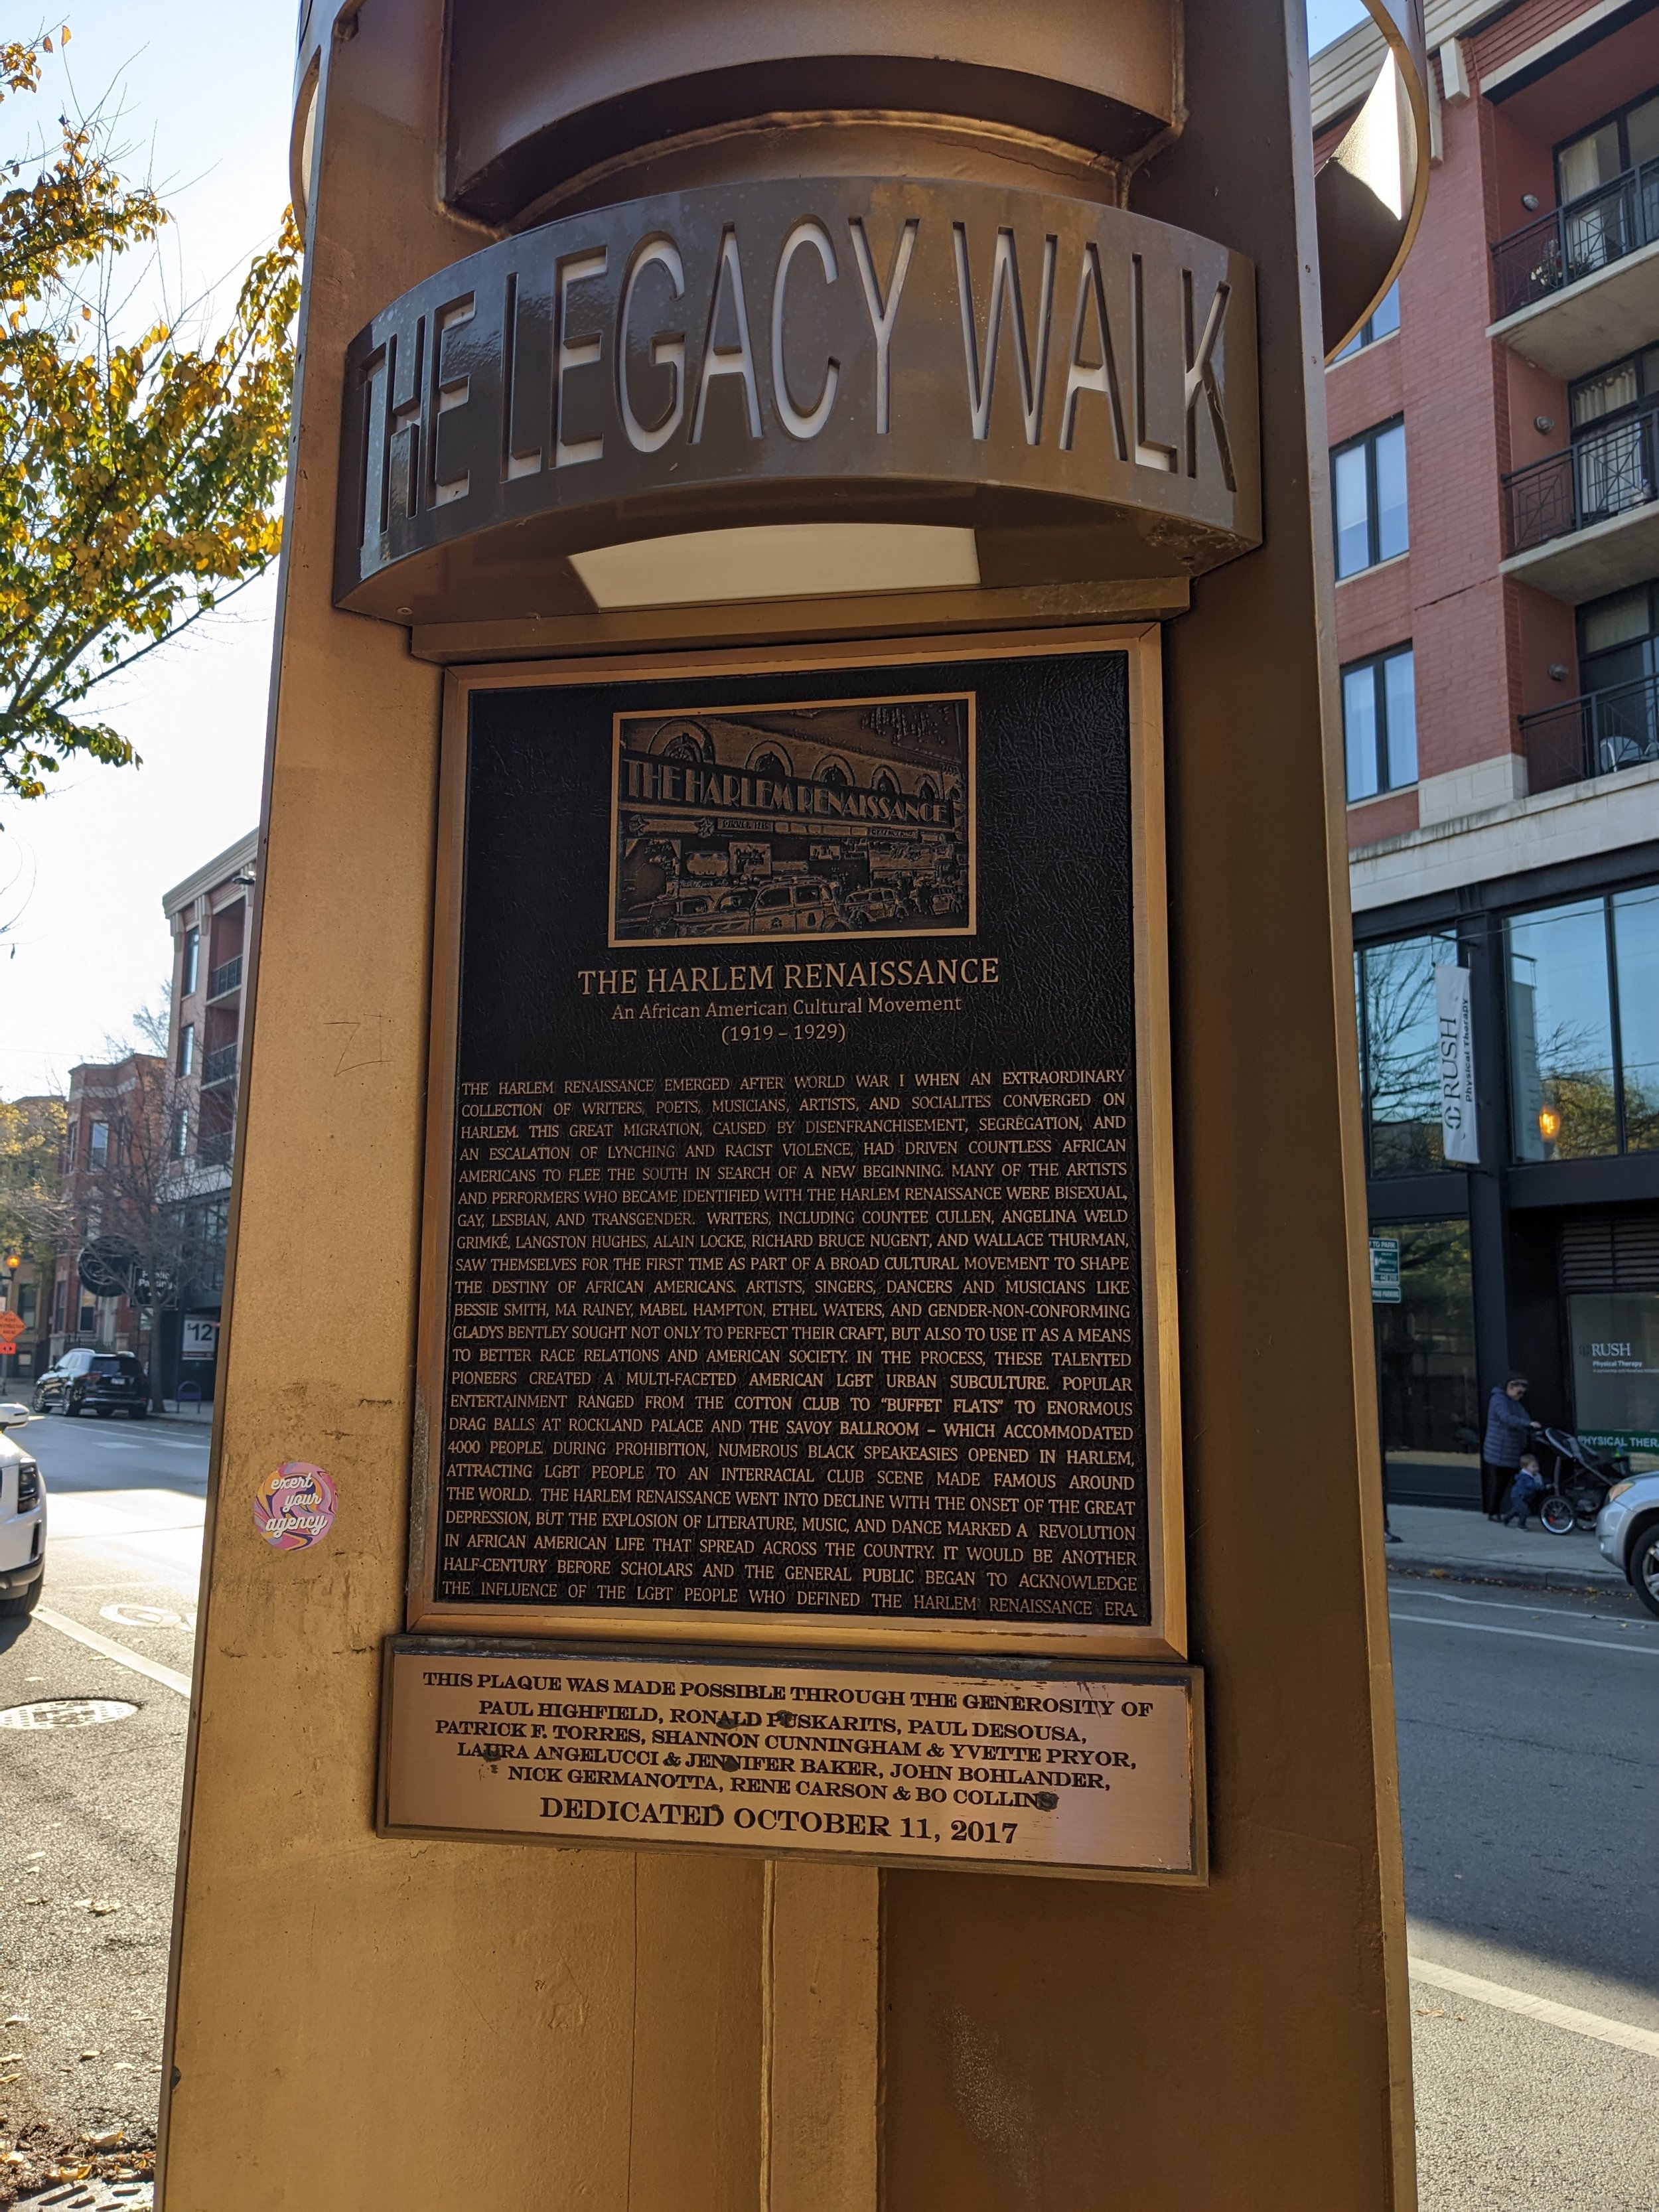 THE LEGACY WALK
THE HARLEM RENAISSANCE
THE HARLEM RENAISSANCE
An African American Cultural Movement
(1919 – 1929)
THE HARLEM RENAISSANCE EMERGED AFTER WORLD WAR I WHEN AN EXTRAORDINARY
COLLECTION OF WRITERS, POETS, MUSICIANS, ARTISTS, AND SOCIALITES CONVERGED ON
HARLEM. THIS GREAT MIGRATION, CAUSED BY DISENFRANCHISEMENT, SEGREGATION, AND
AN ESCALATION OF LYNCHING AND RACIST VIOLENCE, HAD DRIVEN COUNTLESS AFRICAN
AMERICANS TO FLEE THE SOUTH IN SEARCH OF A NEW BEGINNING. MANY OF THE ARTISTS
AND PERFORMERS WHO BECAME IDENTIFIED WITH THE HARLEM RENAISSANCE WERE BISEXUAL,
GAY, LESBIAN, AND TRANSGENDER. WRITERS, INCLUDING COUNTEE CULLEN, ANGELINA WELD
GRIMKÉ, LANGSTON HUGHES, ALAIN LOCKE, RICHARD BRUCE NUGENT, AND WALLACE THURMAN,
SAW THEMSELVES FOR THE FIRST TIME AS PART OF A BROAD CULTURAL MOVEMENT TO SHAPE
THE DESTINY OF AFRICAN AMERICANS. ARTISTS, SINGERS, DANCERS AND MUSICIANS LIKE
BESSIE SMITH, MA RAINEY, MABEL HAMPTON, ETHEL WATERS, AND GENDER-NON-CONFORMING
GLADYS BENTLEY SOUGHT NOT ONLY TO PERFECT THEIR CRAFT, BUT ALSO TO USE IT AS A MEANS
TO BETTER RACE RELATIONS AND AMERICAN SOCIETY. IN THE PROCESS, THESE TALENTED
PIONEERS CREATED A MULTI-FACETED AMERICAN LGBT URBAN SUBCULTURE. POPULAR
ENTERTAINMENT RANGED FROM THE COTTON CLUB TO "BUFFET FLATS" TO ENORMOUS
DRAG BALLS AT ROCKLAND PALACE AND THE SAVOY BALLROOM – WHICH ACCOMMODATED
4000 PEOPLE. DURING PROHIBITION, NUMEROUS BLACK SPEAKEASIES OPENED IN HARLEM,
ATTRACTING LGBT PEOPLE TO AN INTERRACIAL CLUB SCENE MADE FAMOUS AROUND
THE WORLD. THE HARLEM RENAISSANCE WENT INTO DECLINE WITH THE ONSET OF THE GREAT
DEPRESSION, BUT THE EXPLOSION OF LITERATURE, MUSIC, AND DANCE MARKED A REVOLUTION
IN AFRICAN AMERICAN LIFE THAT SPREAD ACROSS THE COUNTRY. IT WOULD BE ANOTHER
HALF-CENTURY BEFORE SCHOLARS AND THE GENERAL PUBLIC BEGAN TO ACKNOWLEDGE
THE INFLUENCE OF THE LGBT PEOPLE WHO DEFINED THE HARLEM RENAISSANCE ERA.
THIS PLAQUE WAS MADE POSSIBLE THROUGH THE GENEROSITY OF
PAUL HIGHFIELD, RONALD PUSKARITS, PAUL DESOUSA,
PATRICK F. TORRES, SHANNON CUNNINGHAM & YVETTE PRYOR,
LAURA ANGELUCCI & JENNIFER BAKER, JOHN BOHLANDER,
NICK GERMANOTTA, RENE CARSON & BO COLLINS
DEDICATED OCTOBER 11, 2017
exert
your
agency
$12
RUSH
Physical Therapy
RUSH
Physical Therapy
PHYSICAL THERA